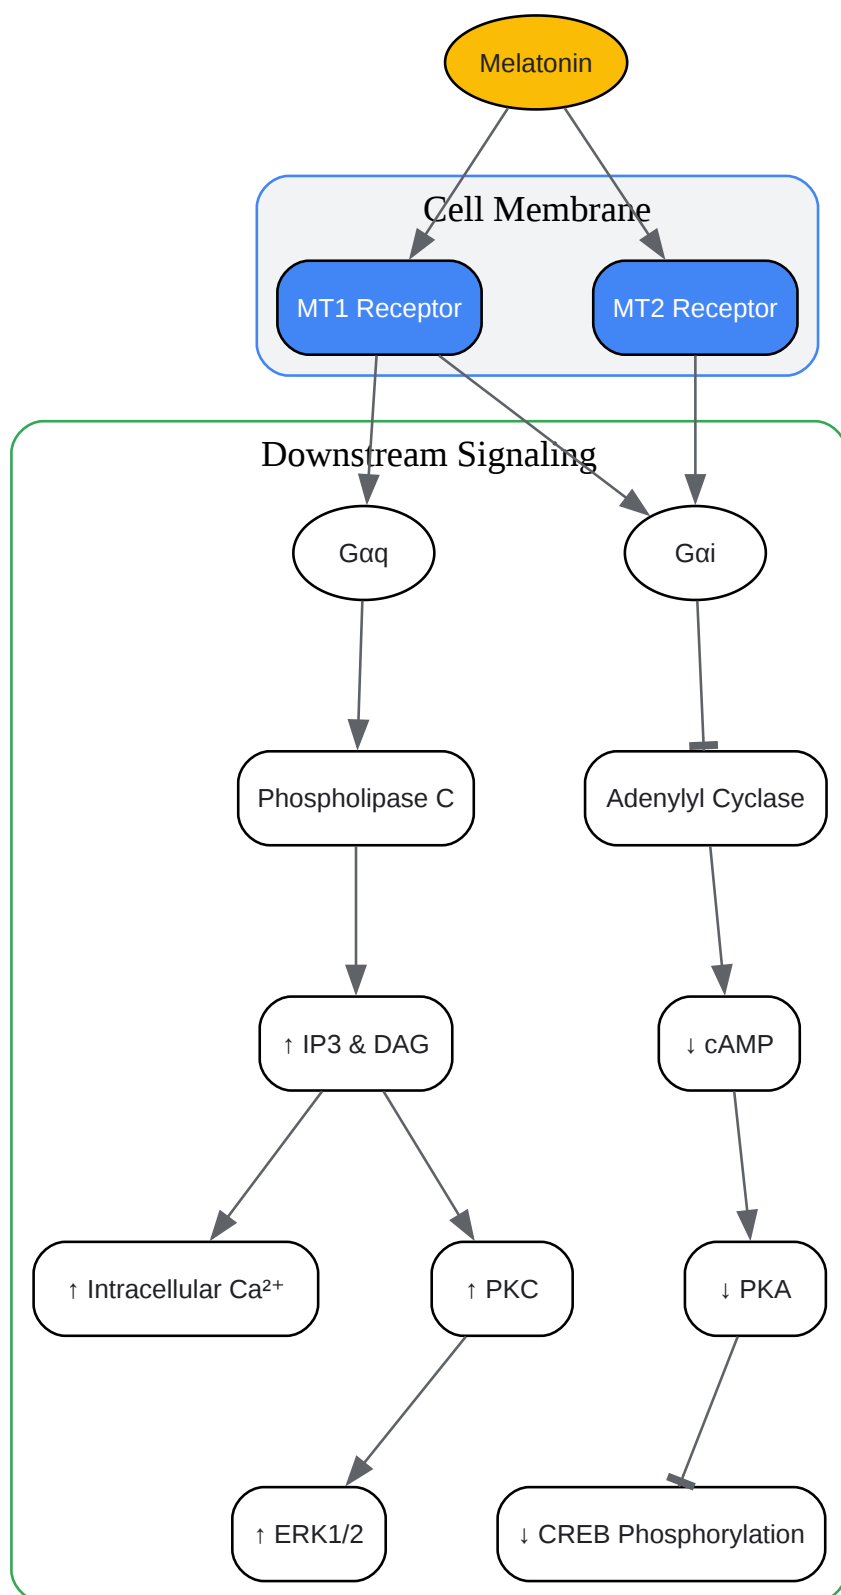 Melatonin
Cell Membrane
MT1 Receptor
MT2 Receptor
Downstream Signaling
Gαq
Gαi
Phospholipase C
Adenylyl Cyclase
↑ IP3 & DAG
↓ cAMP
↑ Intracellular Ca²⁺
↑ PKC
↓ PKA
↑ ERK1/2
↓ CREB Phosphorylation